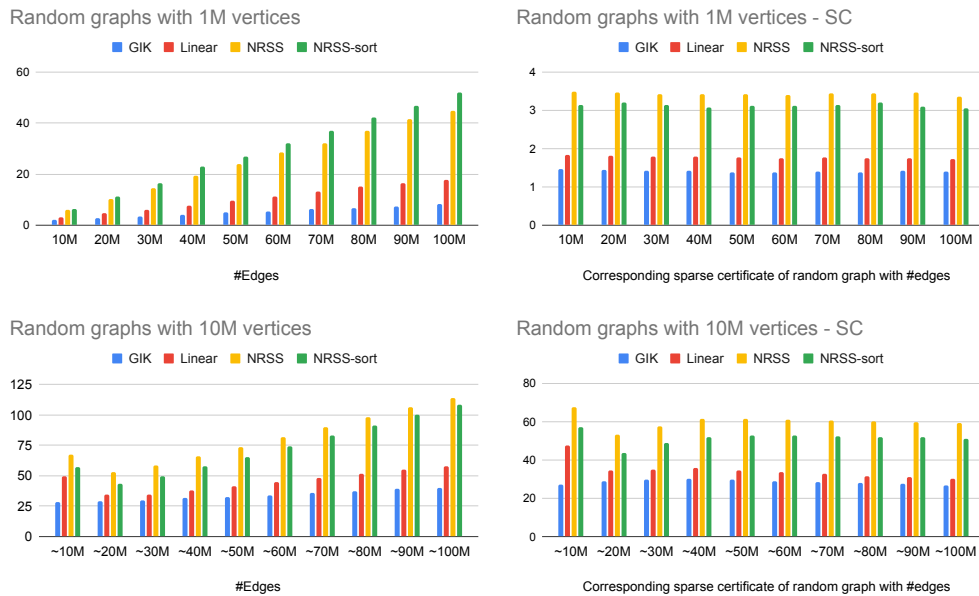 Random graphs with 1M vertices
GIK Linear NRSS NRSS-sort
60
40
20
0
10M 20M 30M 40M 50M 60M 70M 80M 90M 100M
#Edges
Random graphs with 1M vertices - SC
GIK Linear NRSS NRSS-sort
4
3
2
1
0
10M 20M 30M 40M 50M 60M 70M 80M 90M 100M
Corresponding sparse certificate of random graph with #edges
Random graphs with 10M vertices
GIK Linear NRSS NRSS-sort
125
100
75
50
25
0
~10M ~20M ~30M ~40M ~50M ~60M ~70M ~80M ~90M ~100M
#Edges
Random graphs with 10M vertices - SC
GIK Linear NRSS NRSS-sort
80
60
40
20
0
~10M ~20M ~30M ~40M ~50M ~60M ~70M ~80M ~90M ~100M
Corresponding sparse certificate of random graph with #edges